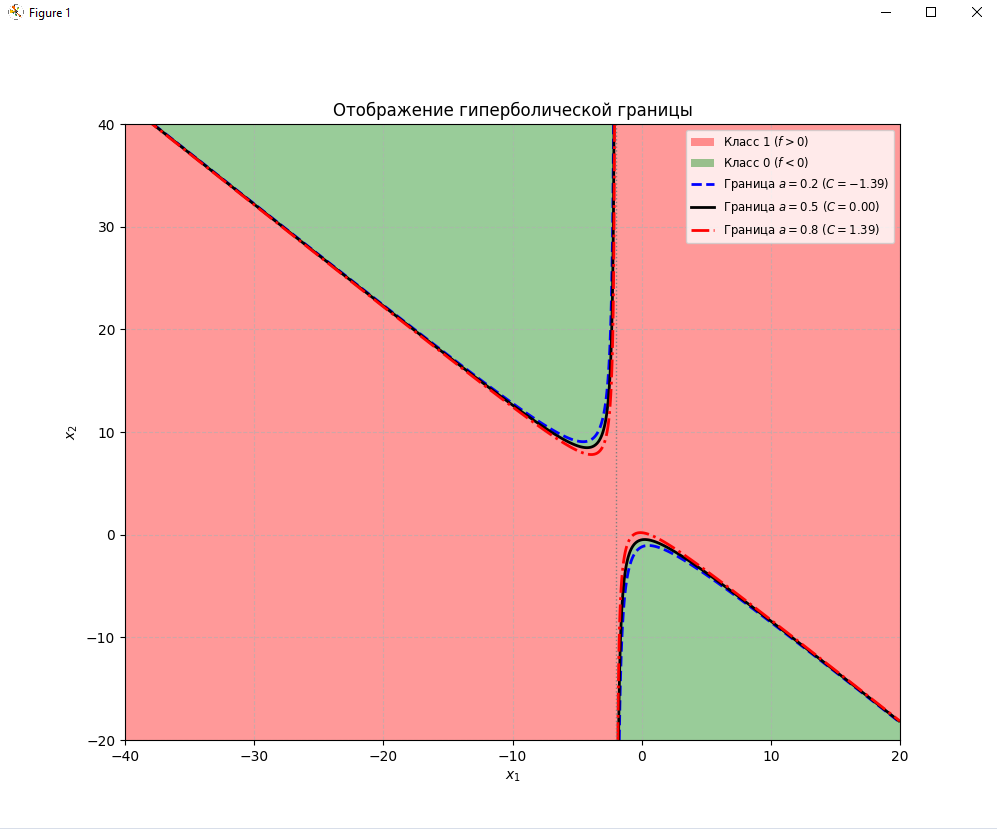 Figure 1
Отображение гиперболической границы
Класс 1 (f > 0)
Класс 0 (f < 0)
Граница a = 0.2 (C = −1.39)
Граница a = 0.5 (C = 0.00)
Граница a = 0.8 (C = 1.39)
40
30
20
10
0
−10
−20
x₂
−40
−30
−20
−10
0
10
20
x₁